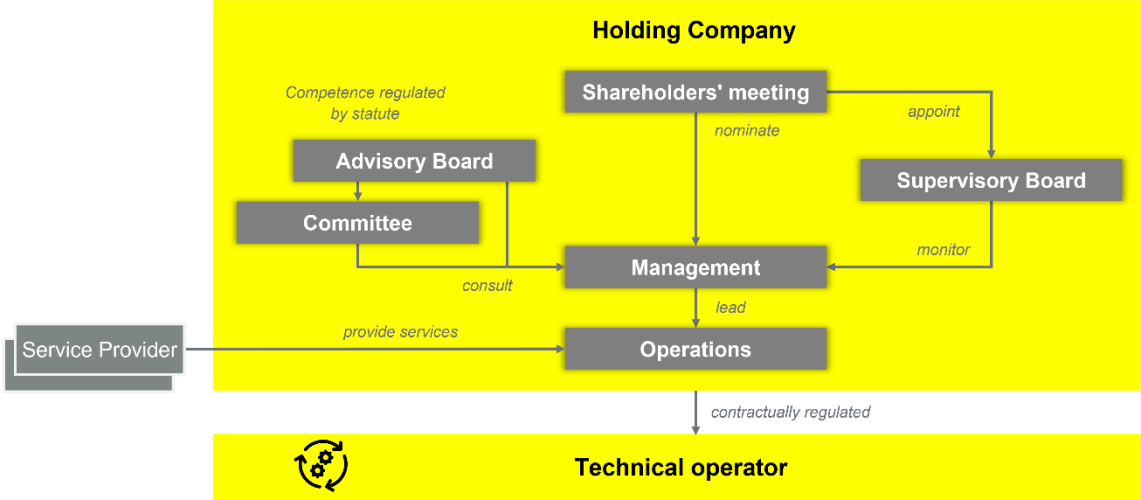 Holding Company
Shareholders' meeting
Competence regulated
by statute
appoint
nominate
Advisory Board
Supervisory Board
Committee
monitor
Management
consult
lead
provide services
Service Provider
Operations
contractually regulated
Technical operator